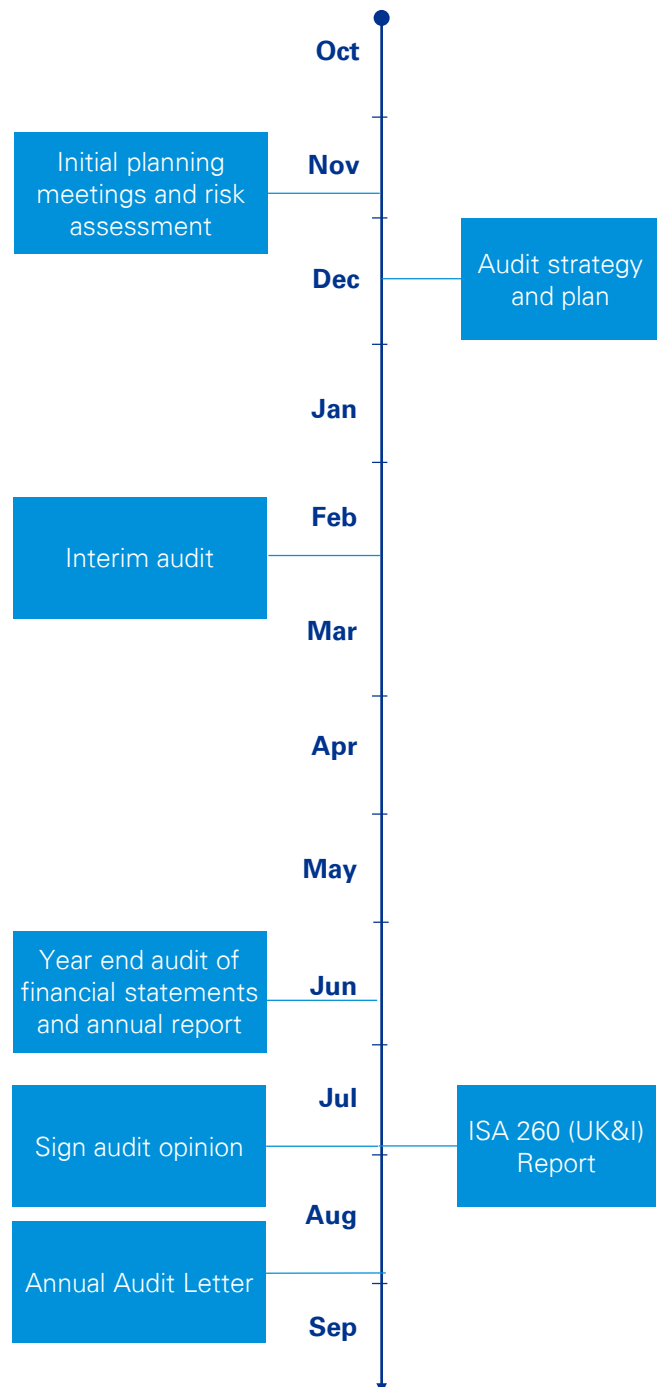 Oct
Initial planning
meetings and risk
assessment
Nov
Audit strategy
and plan
Dec
Jan
Feb
Interim audit
Mar
Apr
May
Year end audit of
financial statements
and annual report
Jun
Jul
Sign audit opinion
ISA 260 (UK&I)
Report
Aug
Annual Audit Letter
Sep